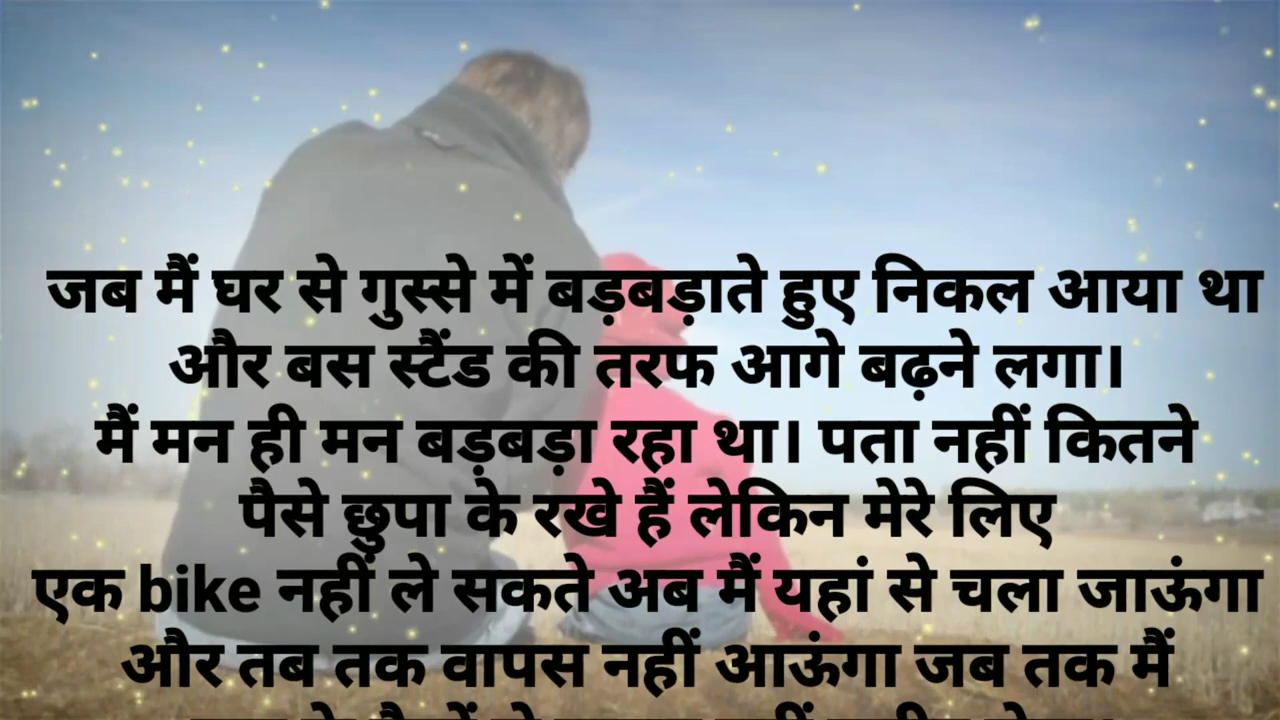 जब मैं घर से गुस्से में बड़बड़ाते हुए निकल आया था
और बस स्टैंड की तरफ आगे बढ़ने लगा।
मैं मन ही मन बड़बड़ा रहा था। पता नहीं कितने
पैसे छुपा के रखे हैं लेकिन मेरे लिए
एक bike नहीं ले सकते अब मैं यहां से चला जाऊंगा
और तब तक वापस नहीं आऊंगा जब तक मैं